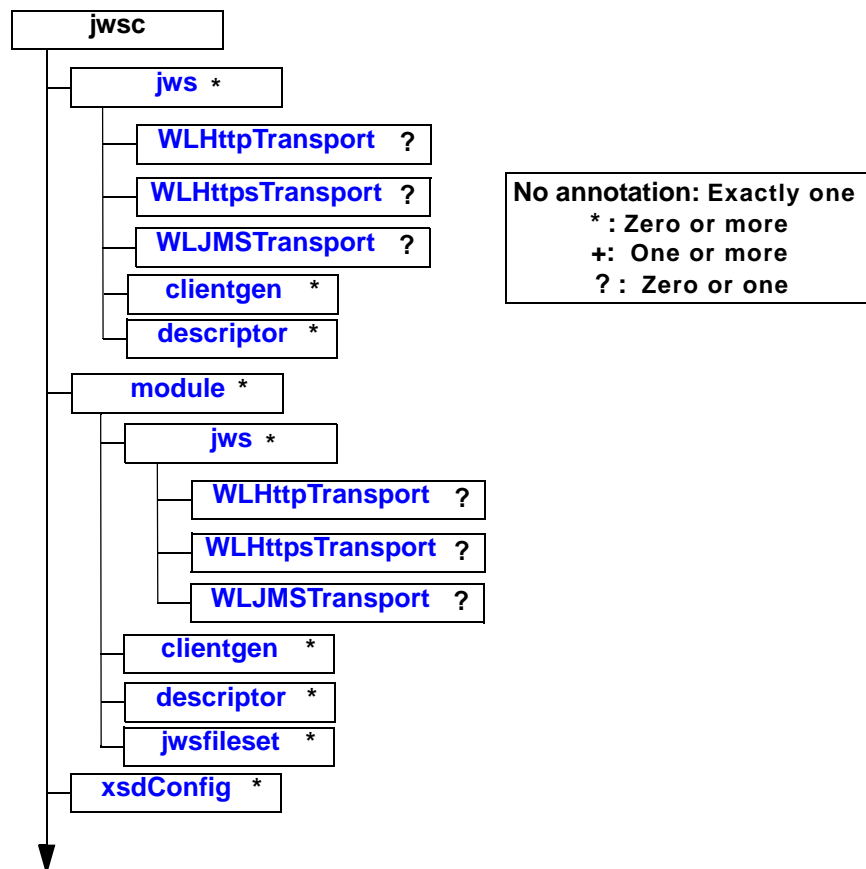 jwsc
jws *
WLHttpTransport ?
WLHttpsTransport ?
WLJMSTransport ?
clientgen *
descriptor *
module *
jws *
WLHttpTransport ?
WLHttpsTransport ?
WLJMSTransport ?
clientgen *
descriptor *
jwsfileset *
xsdConfig *
No annotation: Exactly one
* : Zero or more
+: One or more
? : Zero or one